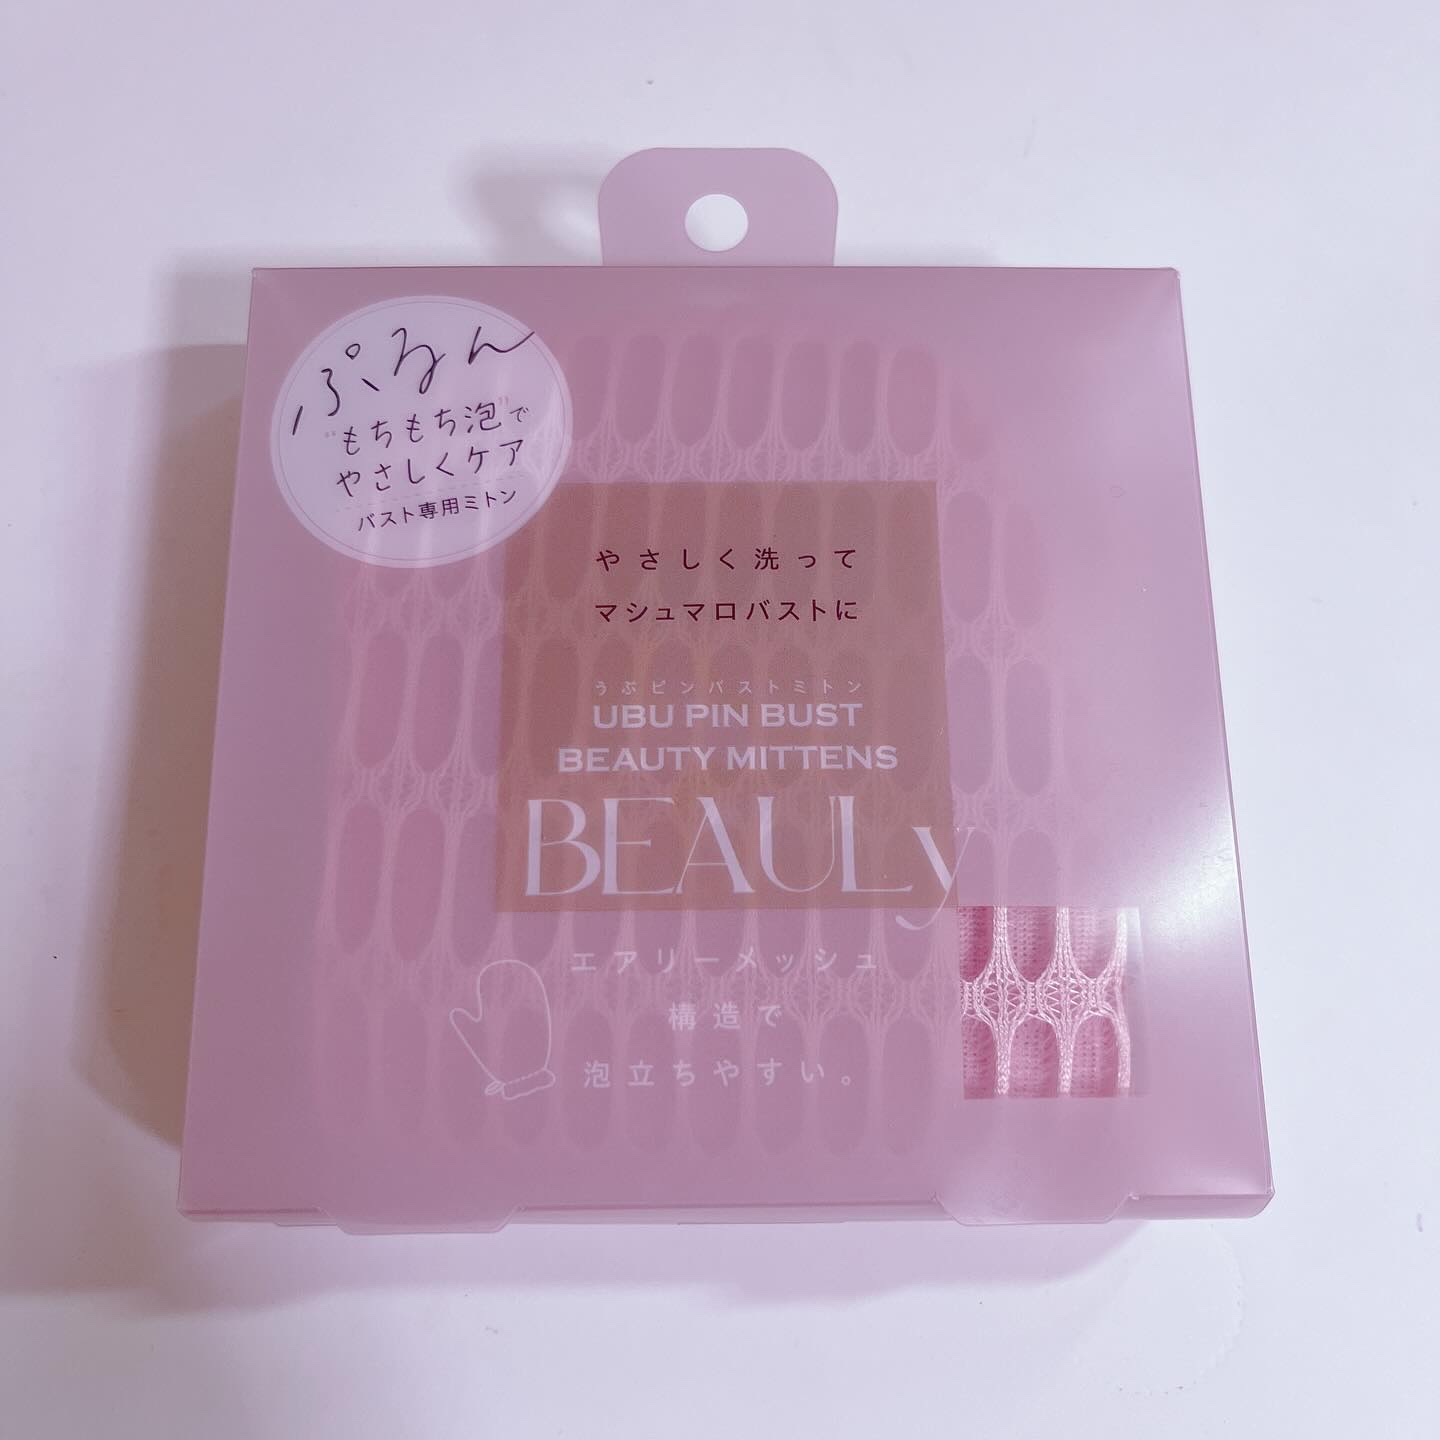 ぷるん
"もちもち泡"で
やさしくケア
バスト専用ミトン
やさしく洗って
マシュマロバストに
うぶピンバストミトン
UBU PIN BUST
BEAUTY MITTENS
BEAULy
エアリーメッシュ
構造で
泡立ちやすい。